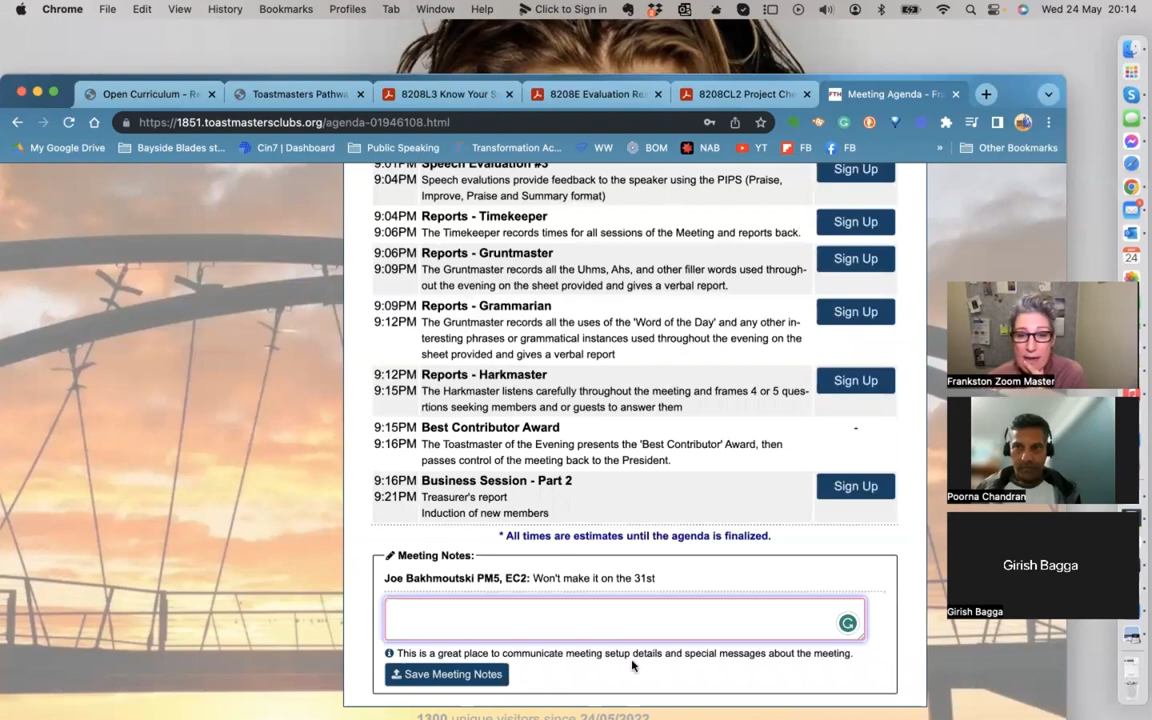 Chrome File Edit View History Bookmarks Profiles Tab Window Help Click to Sign in Wed 24 May 20:14
Open Curriculum - Re Toastmasters Pathwa 8208L3 Know Your S 8208E Evaluation Re 8208CL2 Project Che Meeting Agenda - Fra
https://1851.toastmastersclubs.org/agenda-01946108.html
My Google Drive Bayside Blades st... Cin7 | Dashboard Public Speaking Transformation Ac... WW BOM NAB YT FB FB » Other Bookmarks
9:01PM Speech Evaluation #3 Sign Up
9:04PM Speech evalutions provide feedback to the speaker using the PIPS (Praise,
Improve, Praise and Summary format)
9:04PM Reports - Timekeeper Sign Up
9:06PM The Timekeeper records times for all sessions of the Meeting and reports back.
9:06PM Reports - Gruntmaster Sign Up
9:09PM The Gruntmaster records all the Uhms, Ahs, and other filler words used through-
out the evening on the sheet provided and gives a verbal report.
9:09PM Reports - Grammarian Sign Up
9:12PM The Gruntmaster records all the uses of the 'Word of the Day' and any other in-
teresting phrases or grammatical instances used throughout the evening on the
sheet provided and gives a verbal report
9:12PM Reports - Harkmaster Sign Up
9:15PM The Harkmaster listens carefully throughout the meeting and frames 4 or 5 ques-
rtions seeking members and or guests to answer them
9:15PM Best Contributor Award -
9:16PM The Toastmaster of the Evening presents the 'Best Contributor' Award, then
passes control of the meeting back to the President.
9:16PM Business Session - Part 2 Sign Up
9:21PM Treasurer's report
Induction of new members
* All times are estimates until the agenda is finalized.
Meeting Notes:
Joe Bakhmoutski PM5, EC2: Won't make it on the 31st
This is a great place to communicate meeting setup details and special messages about the meeting.
Save Meeting Notes
1300 unique visitors since 24/05/2022
Frankston Zoom Master
Poorna Chandran
Girish Bagga
Girish Bagga
24